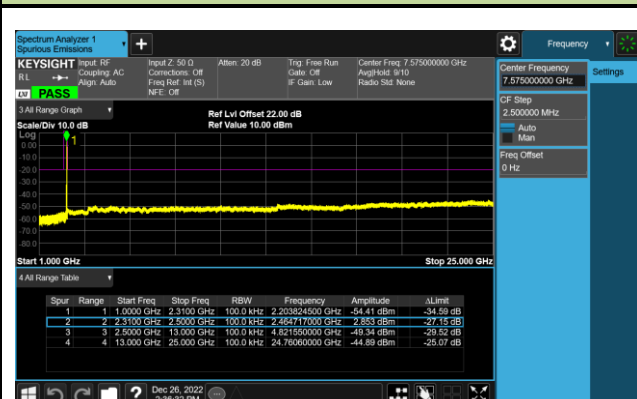 Spectrum Analyzer 1
Spurious Emissions
Frequency
KEYSIGHT
RL
PASS
Input: RF
Coupling: AC
Align: Auto
Input Z: 50 Ω
Corrections: Off
Freq Ref: Int (S)
NFE: Off
Atten: 20 dB
Trig: Free Run
Gate: Off
IF Gain: Low
Center Freq: 7.575000000 GHz
Avg|Hold: 9/10
Radio Std: None
Center Frequency
7.575000000 GHz
Settings
CF Step
2.500000 MHz
Auto
Man
Freq Offset
0 Hz
3 All Range Graph
Scale/Div 10.0 dB
Ref Lvl Offset 22.00 dB
Ref Value 10.00 dBm
Log
1
0.00
-10.0
-20.0
-30.0
-40.0
-50.0
-60.0
-70.0
-80.0
Start 1.000 GHz
Stop 25.000 GHz
4 All Range Table
Spur Range Start Freq Stop Freq RBW Frequency Amplitude ΔLimit
1 1 1.0000 GHz 2.3100 GHz 100.0 kHz 2.203824500 GHz -54.41 dBm -34.59 dB
2 2 2.3100 GHz 2.5000 GHz 100.0 kHz 2.464717000 GHz 2.853 dBm -27.15 dB
3 3 2.5000 GHz 13.000 GHz 100.0 kHz 4.821550000 GHz -49.34 dBm -29.52 dB
4 4 13.000 GHz 25.000 GHz 100.0 kHz 24.76060000 GHz -44.89 dBm -25.07 dB
?
Dec 26, 2022